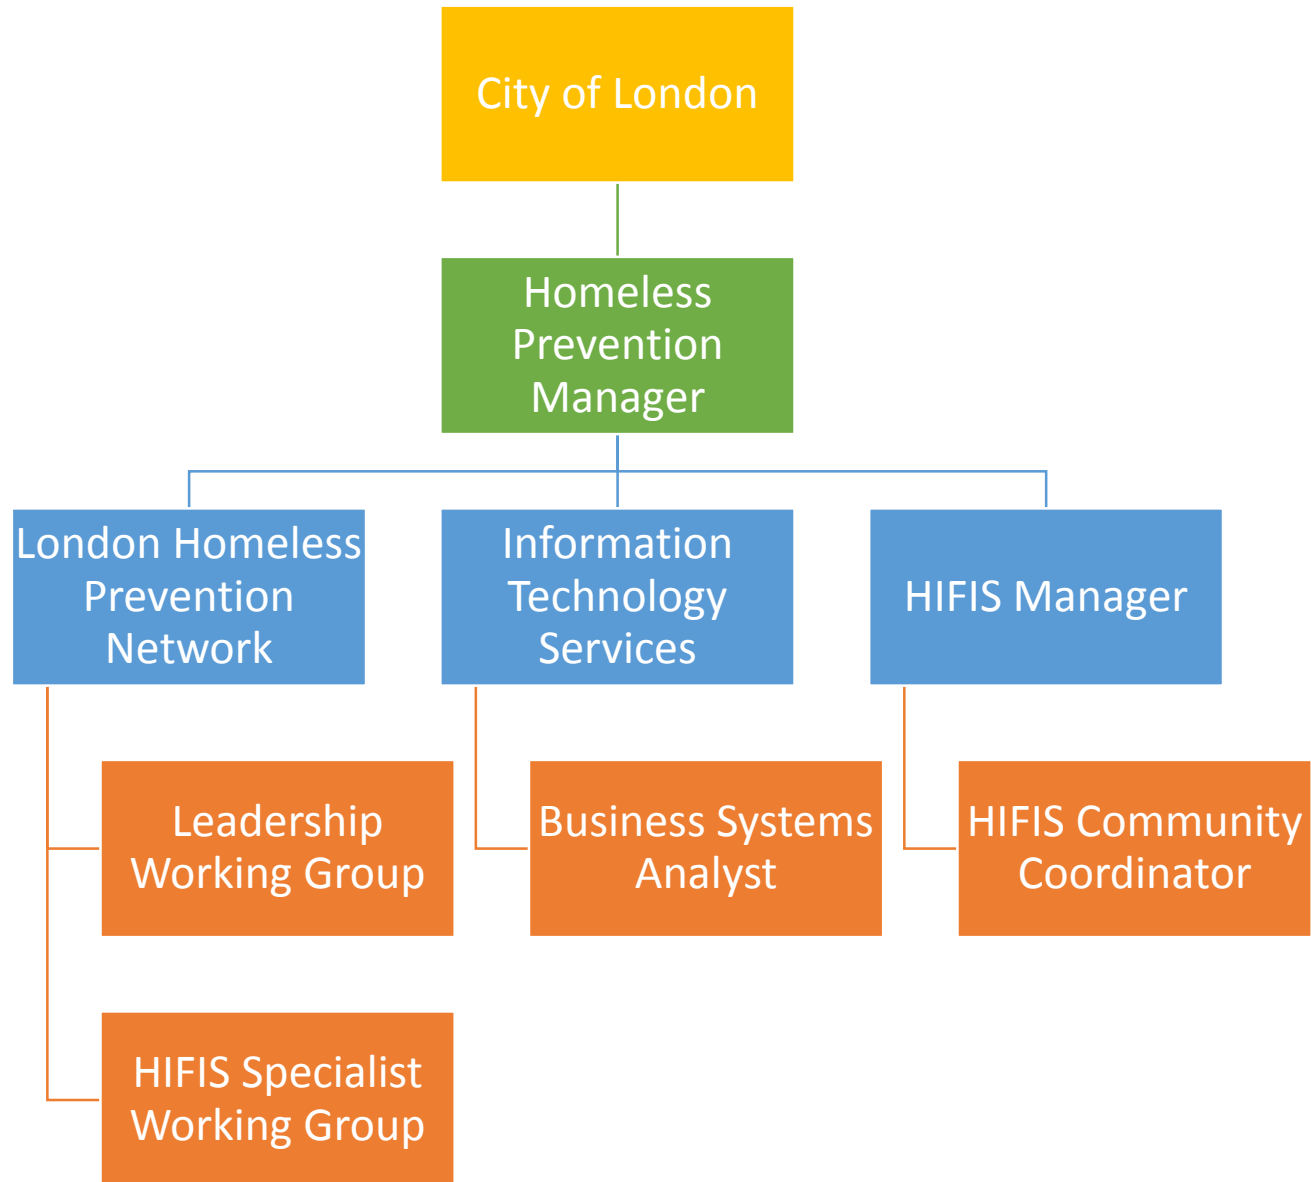 City of London
Homeless
Prevention
Manager
London Homeless
Prevention
Network
Information
Technology
Services
HIFIS Manager
Leadership
Working Group
Business Systems
Analyst
HIFIS Community
Coordinator
HIFIS Specialist
Working Group